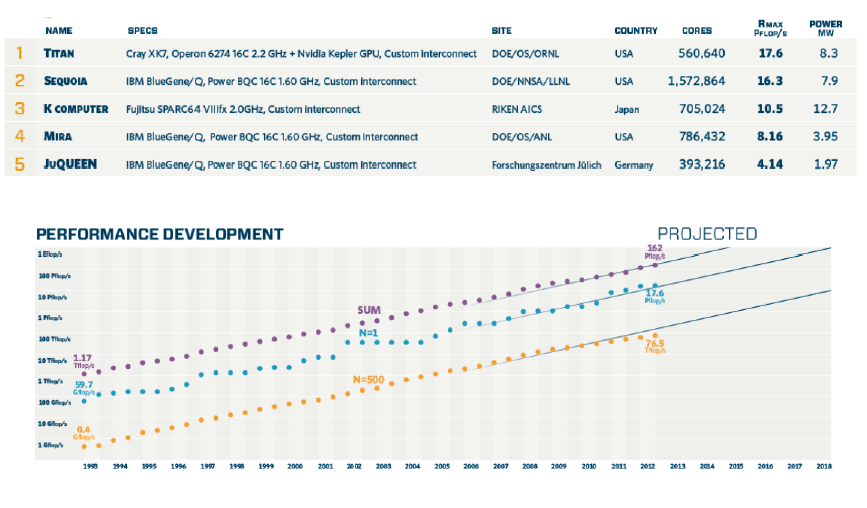 NAME SPECS SITE COUNTRY CORES RMAX PFLOP/S POWER MW
1 TITAN Cray XK7, Operon 6274 16C 2.2 GHz + Nvidia Kepler GPU, Custom Interconnect DOE/OS/ORNL USA 560,640 17.6 8.3
2 SEQUOIA IBM BlueGene/Q, Power BQC 16C 1.60 GHz, Custom Interconnect DOE/NNSA/LLNL USA 1,572,864 16.3 7.9
3 K COMPUTER Fujitsu SPARC64 VIIIfx 2.0GHz, Custom Interconnect RIKEN AICS Japan 705,024 10.5 12.7
4 MIRA IBM BlueGene/Q, Power BQC 16C 1.60 GHz, Custom Interconnect DOE/OS/ANL USA 786,432 8.16 3.95
5 JUQUEEN IBM BlueGene/Q, Power BQC 16C 1.60 GHz, Custom Interconnect Forschungszentrum Jülich Germany 393,216 4.14 1.97
PERFORMANCE DEVELOPMENT PROJECTED
1 Eflop/s
162 Pflop/s
100 Pflop/s
10 Pflop/s
17.6 Pflop/s
1 Pflop/s
SUM
N=1
100 Tflop/s
76.5 Tflop/s
10 Tflop/s
1.17 Tflop/s
1 Tflop/s
N=500
59.7 Gflop/s
100 Gflop/s
10 Gflop/s
0.4 Gflop/s
1 Gflop/s
1993 1994 1995 1996 1997 1998 1999 2000 2001 2002 2003 2004 2005 2006 2007 2008 2009 2010 2011 2012 2013 2014 2015 2016 2017 2018